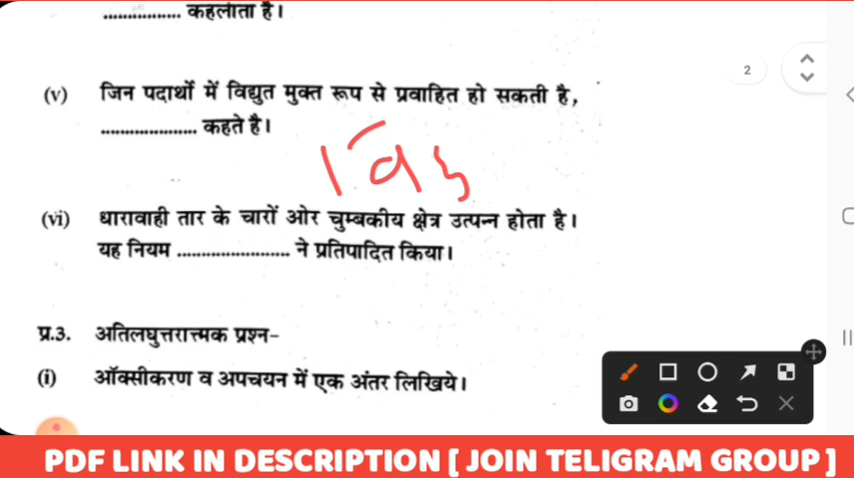 .................. कहलाता है।
2
(v) जिन पदार्थो में विद्युत मुक्त रूप से प्रवाहित हो सकती है,
...................... कहते है।
(vi) धारावाही तार के चारों ओर चुम्बकीय क्षेत्र उत्पन्न होता है।
यह नियम .......................... ने प्रतिपादित किया।
प्र.3. अतिलघुत्तरात्त्मक प्रश्न–
(i) ऑक्सीकरण व अपचयन में एक अंतर लिखिये।
PDF LINK IN DESCRIPTION [ JOIN TELIGRAM GROUP ]